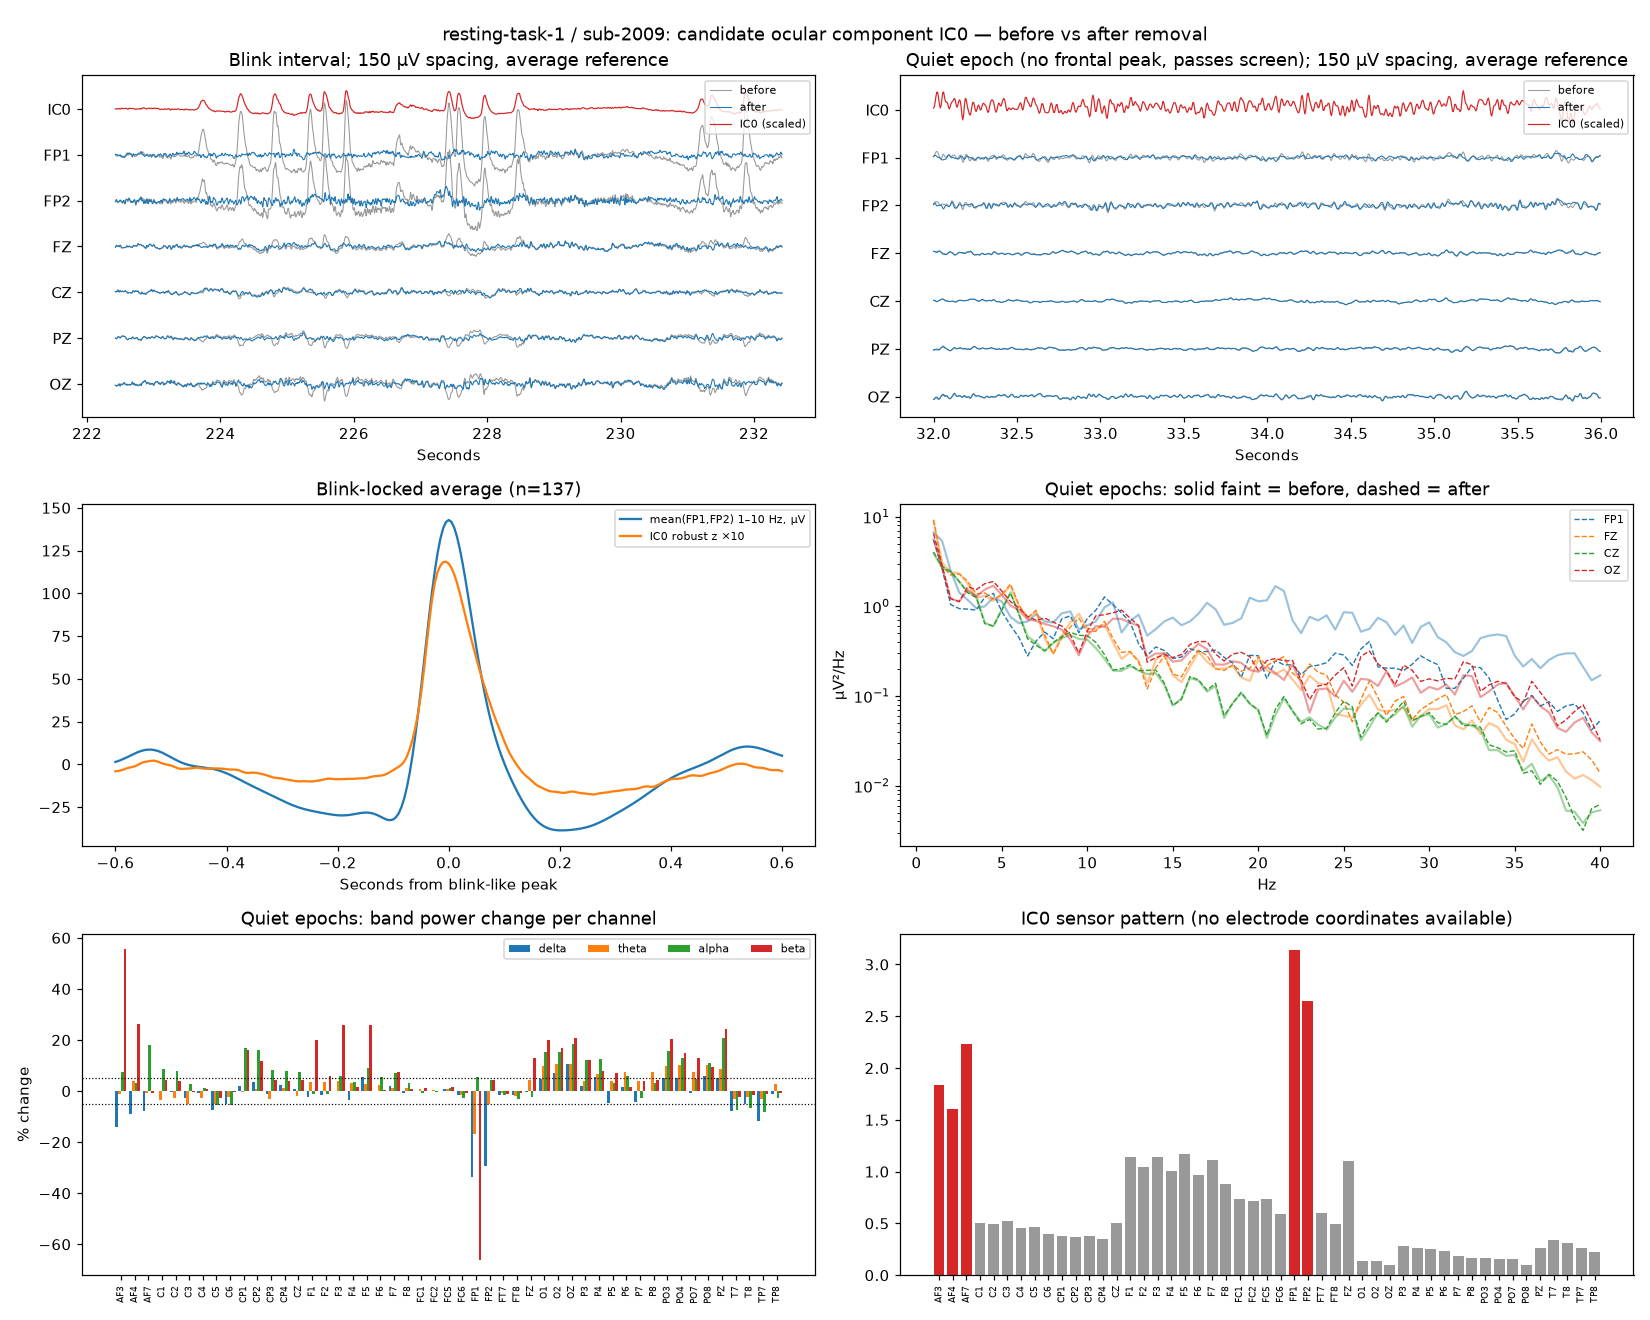 resting-task-1 / sub-2009: candidate ocular component IC0 — before vs after removal
Blink interval; 150 µV spacing, average reference
IC0
FP1
FP2
FZ
CZ
PZ
OZ
before
after
IC0 (scaled)
222
224
226
228
230
232
Seconds
Quiet epoch (no frontal peak, passes screen); 150 µV spacing, average reference
IC0
FP1
FP2
FZ
CZ
PZ
OZ
before
after
IC0 (scaled)
32.0
32.5
33.0
33.5
34.0
34.5
35.0
35.5
36.0
Seconds
Blink-locked average (n=137)
150
125
100
75
50
25
0
−25
mean(FP1,FP2) 1–10 Hz, µV
IC0 robust z ×10
−0.6
−0.4
−0.2
0.0
0.2
0.4
0.6
Seconds from blink-like peak
Quiet epochs: solid faint = before, dashed = after
µV²/Hz
10¹
10⁰
10⁻¹
10⁻²
FP1
FZ
CZ
OZ
0
5
10
15
20
25
30
35
40
Hz
Quiet epochs: band power change per channel
% change
60
40
20
0
−20
−40
−60
delta
theta
alpha
beta
AF3
AF4
AF7
C1
C2
C3
C4
C5
C6
CP1
CP2
CP3
CP4
CZ
F1
F2
F3
F4
F5
F6
F7
F8
FC1
FC2
FC5
FC6
FP1
FP2
FT7
FT8
FZ
O1
O2
OZ
P3
P4
P5
P6
P7
P8
PO3
PO4
PO7
PO8
PZ
T7
T8
TP7
TP8
IC0 sensor pattern (no electrode coordinates available)
3.0
2.5
2.0
1.5
1.0
0.5
0.0
AF3
AF4
AF7
C1
C2
C3
C4
C5
C6
CP1
CP2
CP3
CP4
CZ
F1
F2
F3
F4
F5
F6
F7
F8
FC1
FC2
FC5
FC6
FP1
FP2
FT7
FT8
FZ
O1
O2
OZ
P3
P4
P5
P6
P7
P8
PO3
PO4
PO7
PO8
PZ
T7
T8
TP7
TP8